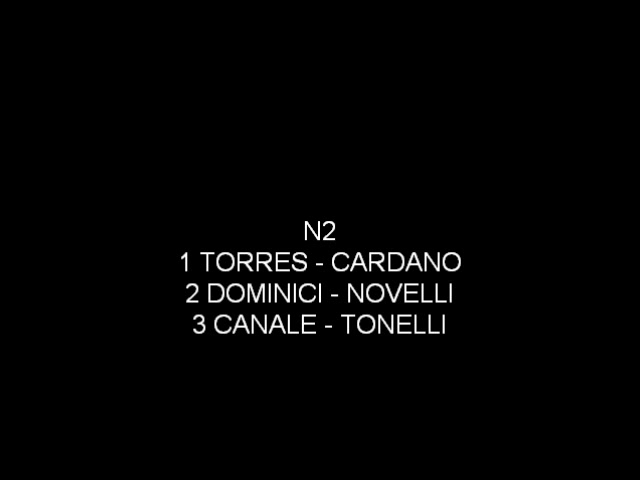 N2
1 TORRES - CARDANO
2 DOMINICI - NOVELLI
3 CANALE - TONELLI